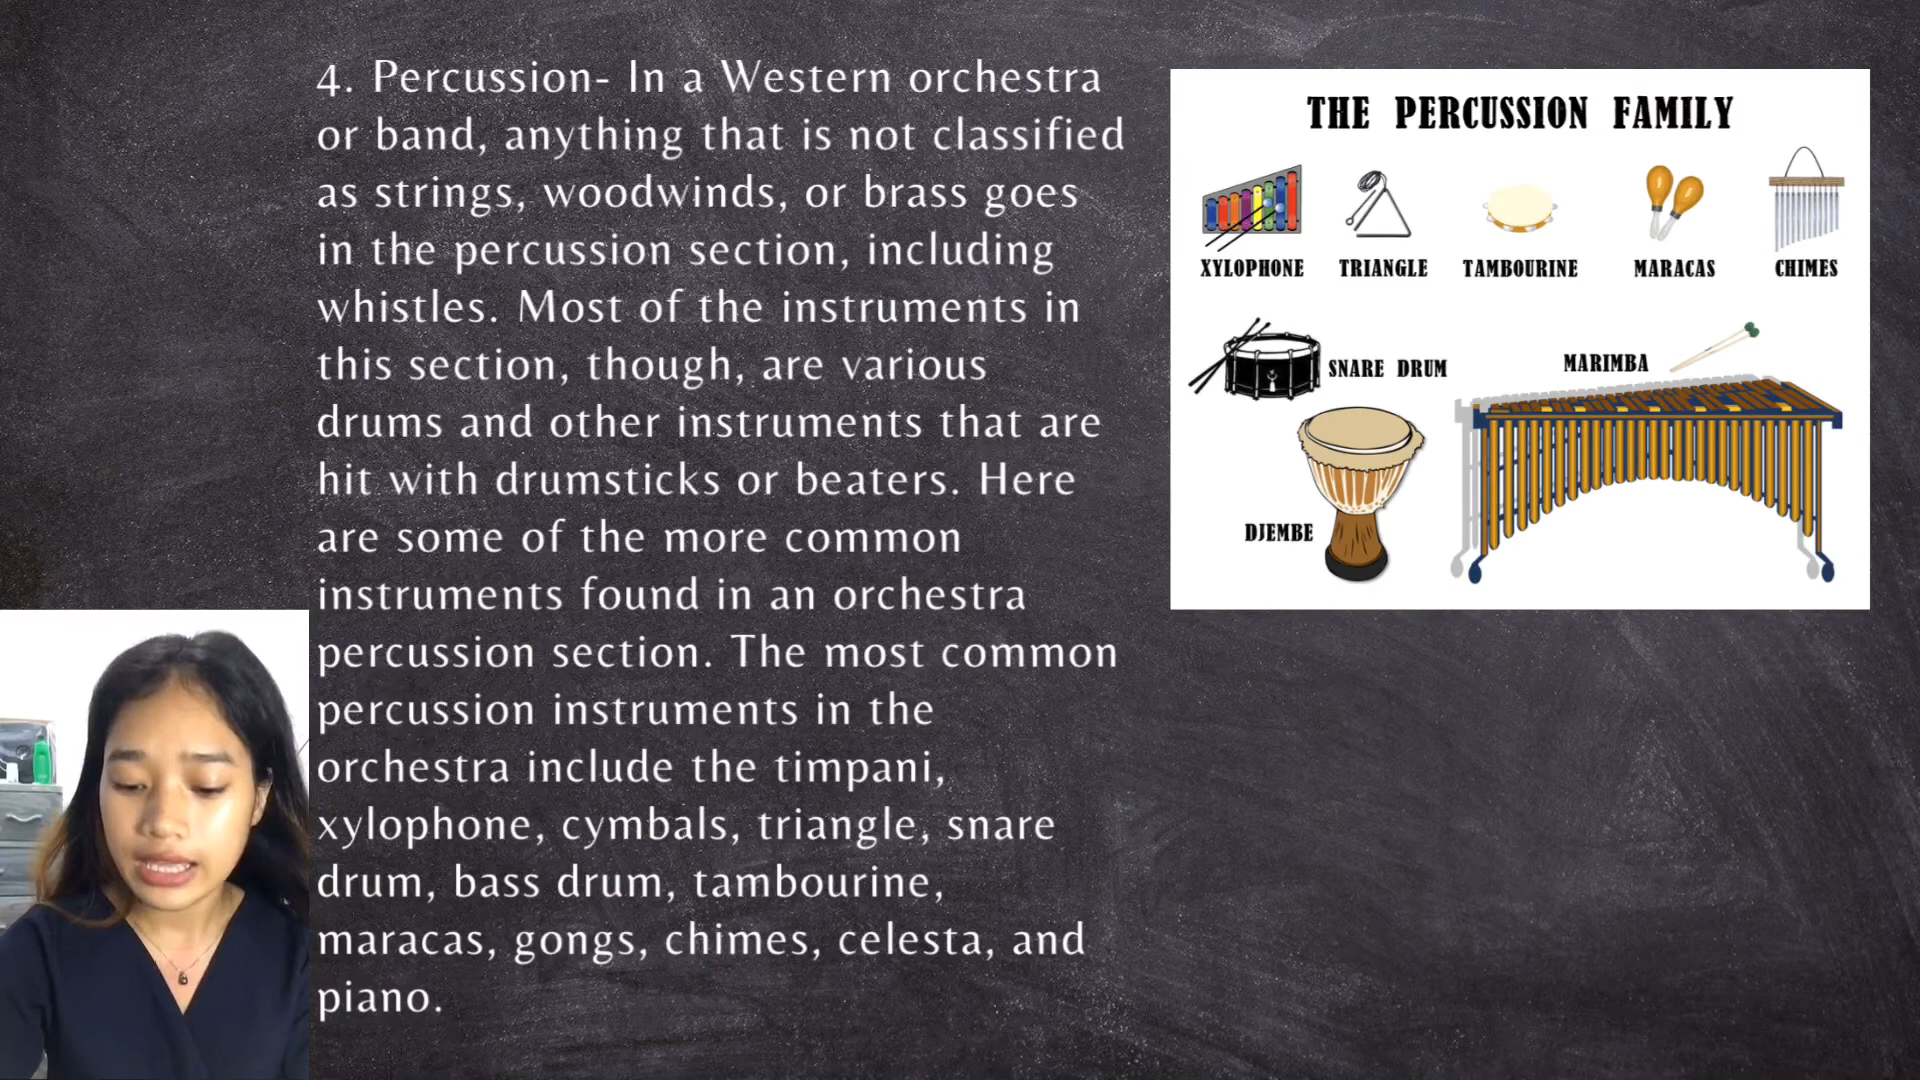 4. Percussion- In a Western orchestra
or band, anything that is not classified
as strings, woodwinds, or brass goes
in the percussion section, including
whistles. Most of the instruments in
this section, though, are various
drums and other instruments that are
hit with drumsticks or beaters. Here
are some of the more common
instruments found in an orchestra
percussion section. The most common
percussion instruments in the
orchestra include the timpani,
xylophone, cymbals, triangle, snare
drum, bass drum, tambourine,
maracas, gongs, chimes, celesta, and
piano.
THE PERCUSSION FAMILY
XYLOPHONE TRIANGLE TAMBOURINE MARACAS CHIMES
SNARE DRUM MARIMBA
DJEMBE